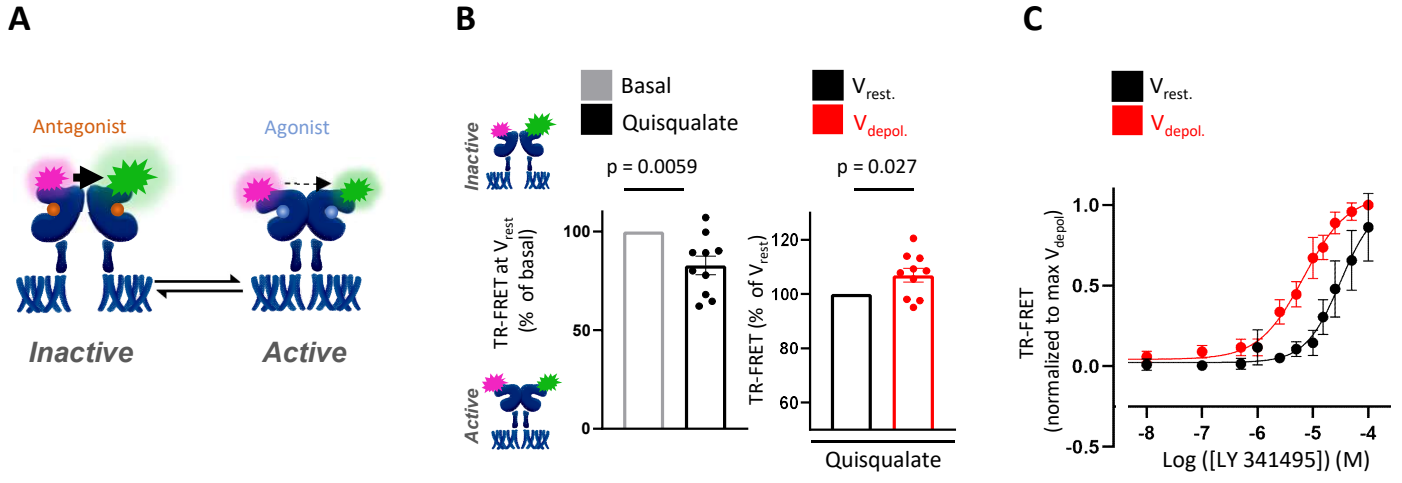 A
Antagonist
Agonist
Inactive
Active
B
Basal
Quisqualate
p = 0.0059
Inactive
Active
TR-FRET at Vrest
(% of basal)
100
50
0
Vrest.
Vdepol.
p = 0.027
TR-FRET (% of Vrest)
120
100
80
60
Quisqualate
C
Vrest.
Vdepol.
TR-FRET
(normalized to max Vdepol)
1.0
0.5
0.0
-0.5
-8 -7 -6 -5 -4
Log ([LY 341495]) (M)